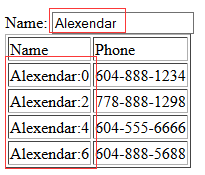 Name: Alexendar
Name Phone
Alexendar:0 604-888-1234
Alexendar:2 778-888-1298
Alexendar:4 604-555-6666
Alexendar:6 604-888-5688